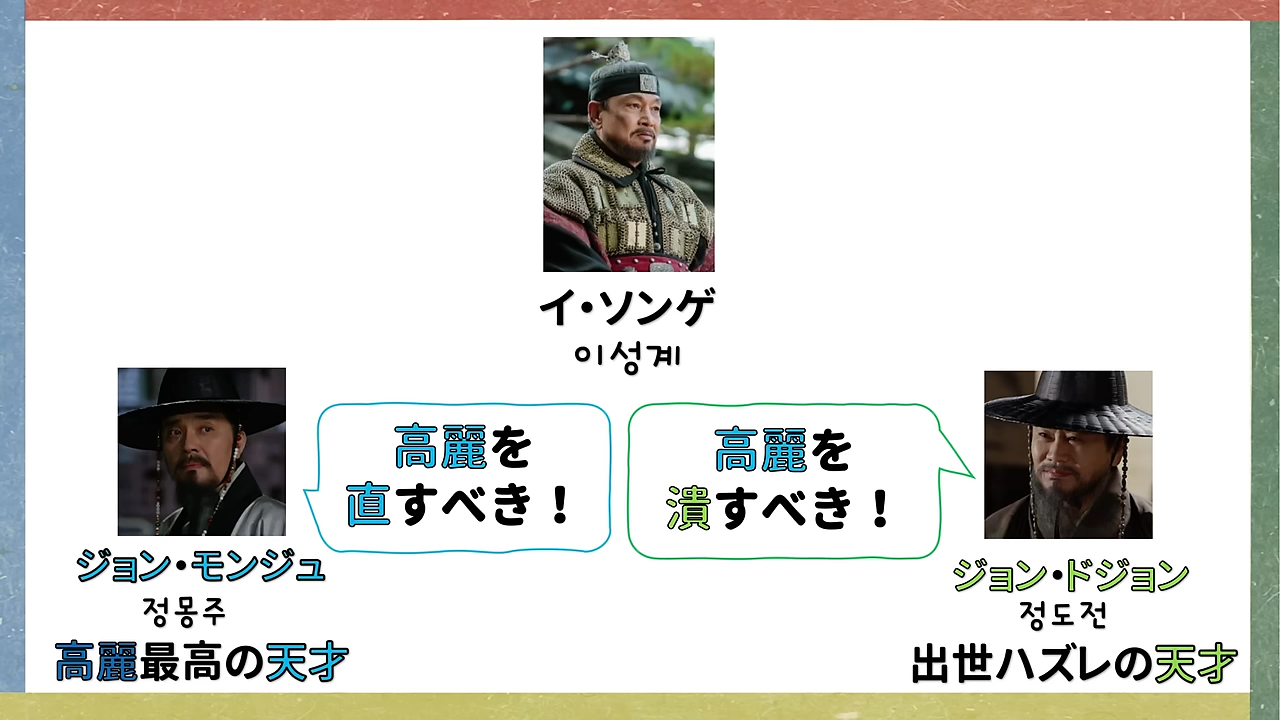 イ・ソンゲ
이성계
高麗を
直すべき！
高麗を
潰すべき！
ジョン・モンジュ
정몽주
高麗最高の天才
ジョン・ドジョン
정도전
出世ハズレの天才